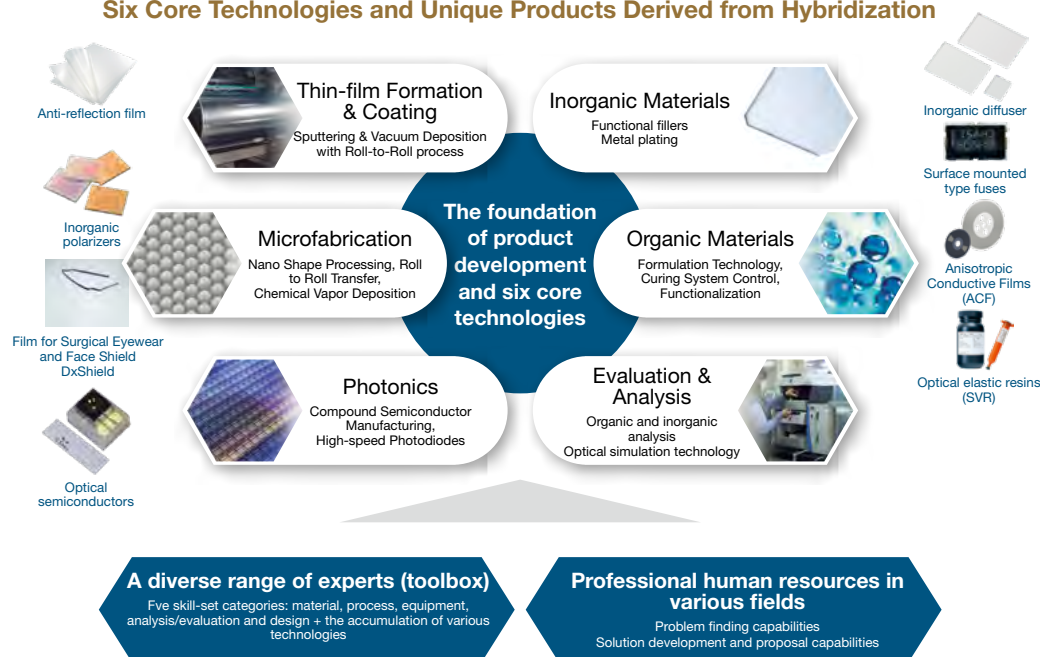 Six Core Technologies and Unique Products Derived from Hybridization
Anti-reflection film
Inorganic
polarizers
Film for Surgical Eyewear
and Face Shield
DxShield
Optical
semiconductors
Thin-film Formation
& Coating
Sputtering & Vacuum Deposition
with Roll-to-Roll process
Microfabrication
Nano Shape Processing, Roll
to Roll Transfer,
Chemical Vapor Deposition
Photonics
Compound Semiconductor
Manufacturing,
High-speed Photodiodes
The foundation
of product
development
and six core
technologies
Inorganic Materials
Functional fillers
Metal plating
Organic Materials
Formulation Technology,
Curing System Control,
Functionalization
Evaluation &
Analysis
Organic and inorganic
analysis
Optical simulation technology
Inorganic diffuser
Surface mounted
type fuses
Anisotropic
Conductive Films
(ACF)
Optical elastic resins
(SVR)
A diverse range of experts (toolbox)
Fve skill-set categories: material, process, equipment,
analysis/evaluation and design + the accumulation of various
technologies
Professional human resources in
various fields
Problem finding capabilities
Solution development and proposal capabilities